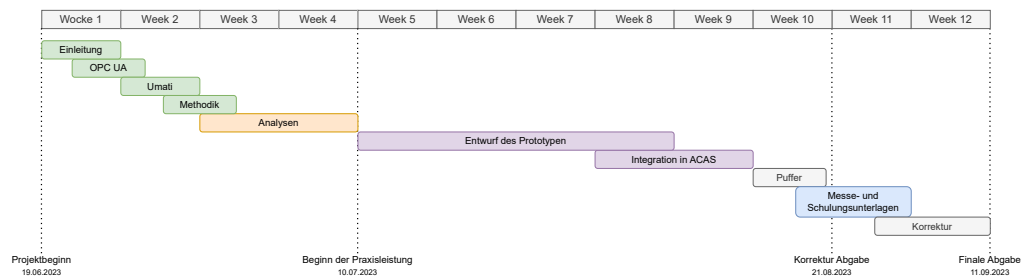 Wocke 1 Week 2 Week 3 Week 4 Week 5 Week 6 Week 7 Week 8 Week 9 Week 10 Week 11 Week 12
Einleitung
OPC UA
Umati
Methodik
Analysen
Entwurf des Prototypen
Integration in ACAS
Puffer
Messe- und
Schulungsunterlagen
Korrektur
Projektbeginn Beginn der Praxisleistung Korrektur Abgabe Finale Abgabe
19.06.2023 10.07.2023 21.08.2023 11.09.2023